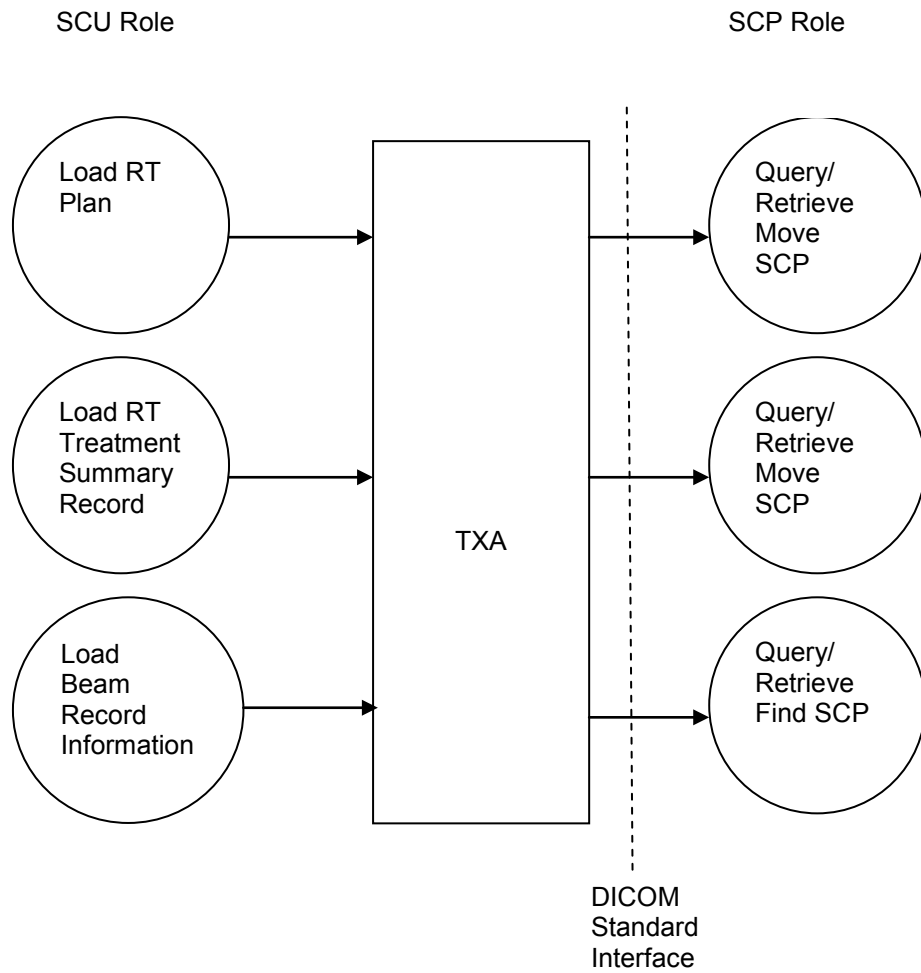 SCU Role
SCP Role
Load RT
Plan
Query/
Retrieve
Move
SCP
Load RT
Treatment
Summary
Record
Query/
Retrieve
Move
SCP
TXA
Load
Beam
Record
Information
Query/
Retrieve
Find SCP
DICOM
Standard
Interface